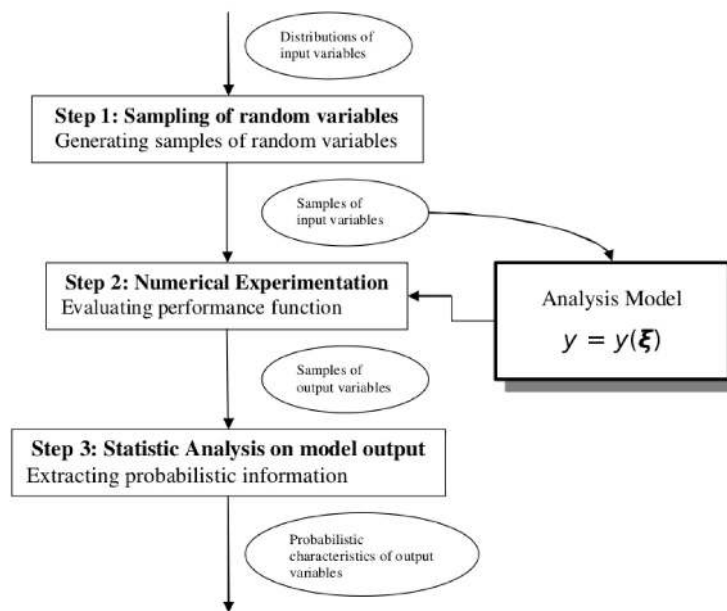 Distributions of
input variables
Step 1: Sampling of random variables
Generating samples of random variables
Samples of
input variables
Step 2: Numerical Experimentation
Evaluating performance function
Analysis Model
y = y(ξ)
Samples of
output variables
Step 3: Statistic Analysis on model output
Extracting probabilistic information
Probabilistic
characteristics of output
variables